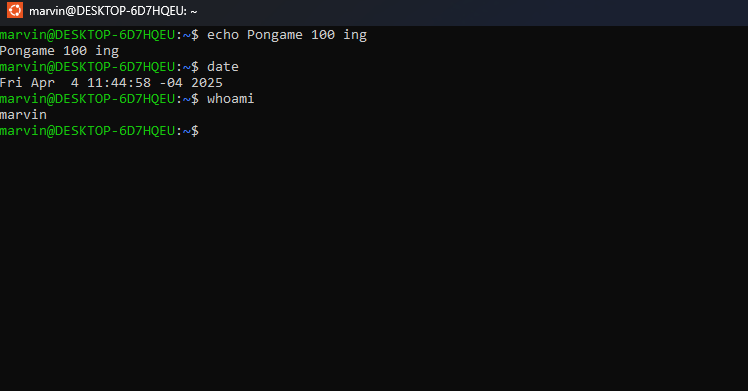 marvin@DESKTOP-6D7HQEU: ~
marvin@DESKTOP-6D7HQEU:~$ echo Pongame 100 ing
Pongame 100 ing
marvin@DESKTOP-6D7HQEU:~$ date
Fri Apr  4 11:44:58 -04 2025
marvin@DESKTOP-6D7HQEU:~$ whoami
marvin
marvin@DESKTOP-6D7HQEU:~$